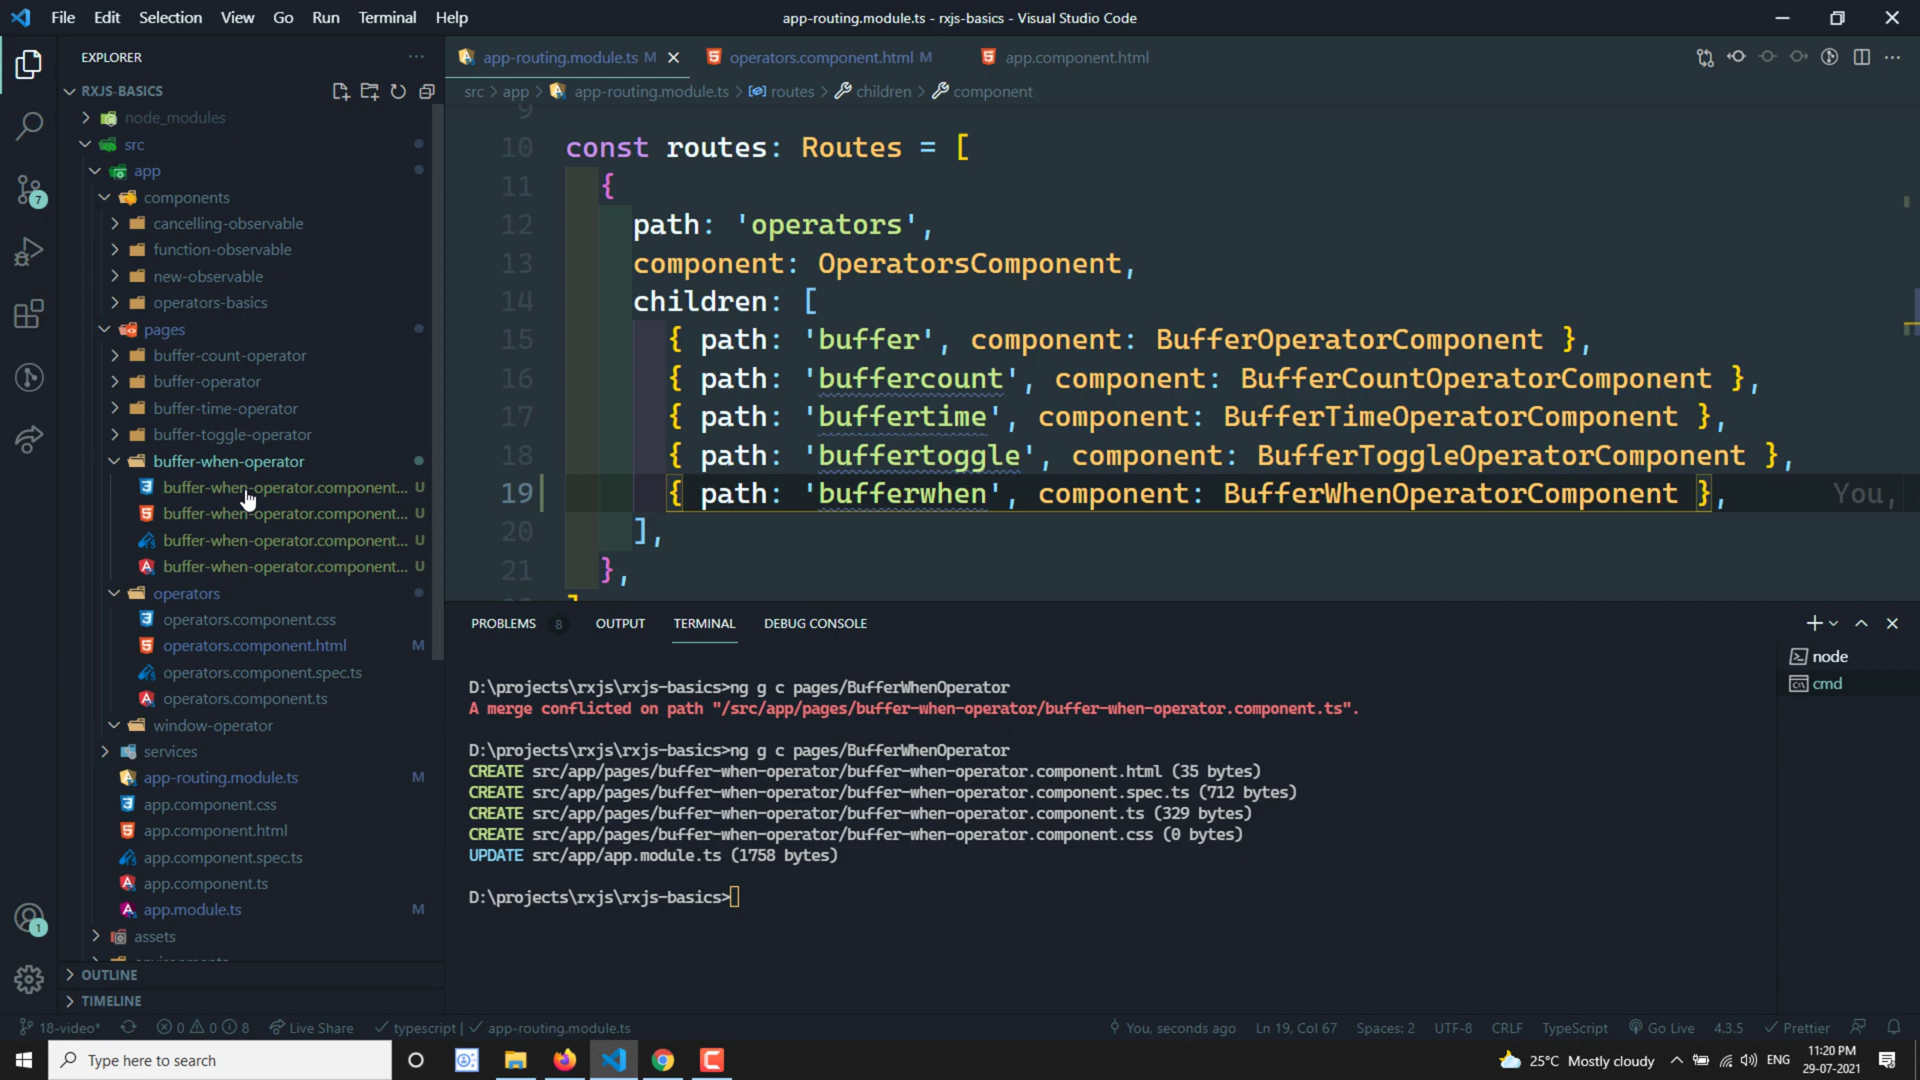 File Edit Selection View Go Run Terminal Help
app-routing.module.ts - rxjs-basics - Visual Studio Code
EXPLORER
RXJS-BASICS
node_modules
src
app
components
cancelling-observable
function-observable
new-observable
operators-basics
pages
buffer-count-operator
buffer-operator
buffer-time-operator
buffer-toggle-operator
buffer-when-operator
buffer-when-operator.component... U
buffer-when-operator.component... U
buffer-when-operator.component... U
buffer-when-operator.component... U
operators
operators.component.css
operators.component.html M
operators.component.spec.ts
operators.component.ts
window-operator
services
app-routing.module.ts M
app.component.css
app.component.html
app.component.spec.ts
app.component.ts
app.module.ts M
assets
OUTLINE
TIMELINE
7
1
app-routing.module.ts M
operators.component.html M
app.component.html
src > app > app-routing.module.ts > routes > children > component
9
10 const routes: Routes = [
11 {
12 path: 'operators',
13 component: OperatorsComponent,
14 children: [
15 { path: 'buffer', component: BufferOperatorComponent },
16 { path: 'buffercount', component: BufferCountOperatorComponent },
17 { path: 'buffertime', component: BufferTimeOperatorComponent },
18 { path: 'buffertoggle', component: BufferToggleOperatorComponent },
19 { path: 'bufferwhen', component: BufferWhenOperatorComponent }, You,
20 ],
21 },
PROBLEMS 8 OUTPUT TERMINAL DEBUG CONSOLE
node
cmd
D:\projects\rxjs\rxjs-basics>ng g c pages/BufferWhenOperator
A merge conflicted on path "/src/app/pages/buffer-when-operator/buffer-when-operator.component.ts".
D:\projects\rxjs\rxjs-basics>ng g c pages/BufferWhenOperator
CREATE src/app/pages/buffer-when-operator/buffer-when-operator.component.html (35 bytes)
CREATE src/app/pages/buffer-when-operator/buffer-when-operator.component.spec.ts (712 bytes)
CREATE src/app/pages/buffer-when-operator/buffer-when-operator.component.ts (329 bytes)
CREATE src/app/pages/buffer-when-operator/buffer-when-operator.component.css (0 bytes)
UPDATE src/app/app.module.ts (1758 bytes)
D:\projects\rxjs\rxjs-basics>
18-video* 0 0 8 Live Share typescript | app-routing.module.ts
You, seconds ago Ln 19, Col 67 Spaces: 2 UTF-8 CRLF TypeScript Go Live 4.3.5 Prettier
Type here to search
25°C Mostly cloudy ENG
11:20 PM
29-07-2021